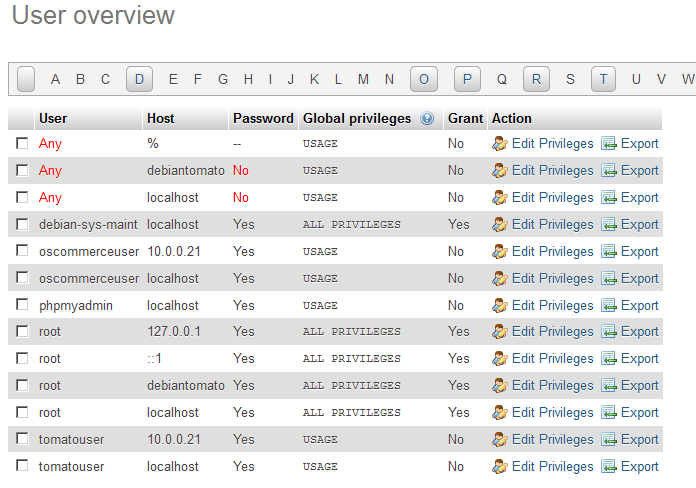 User overview
A B C D E F G H I J K L M N O P Q R S T U V W
User Host Password Global privileges Grant Action
Any % -- USAGE No Edit Privileges Export
Any debiantomato No USAGE No Edit Privileges Export
Any localhost No USAGE No Edit Privileges Export
debian-sys-maint localhost Yes ALL PRIVILEGES Yes Edit Privileges Export
oscommerceuser 10.0.0.21 Yes USAGE No Edit Privileges Export
oscommerceuser localhost Yes USAGE No Edit Privileges Export
phpmyadmin localhost Yes USAGE No Edit Privileges Export
root 127.0.0.1 Yes ALL PRIVILEGES Yes Edit Privileges Export
root ::1 Yes ALL PRIVILEGES Yes Edit Privileges Export
root debiantomato Yes ALL PRIVILEGES Yes Edit Privileges Export
root localhost Yes ALL PRIVILEGES Yes Edit Privileges Export
tomatouser 10.0.0.21 Yes USAGE No Edit Privileges Export
tomatouser localhost Yes USAGE No Edit Privileges Export